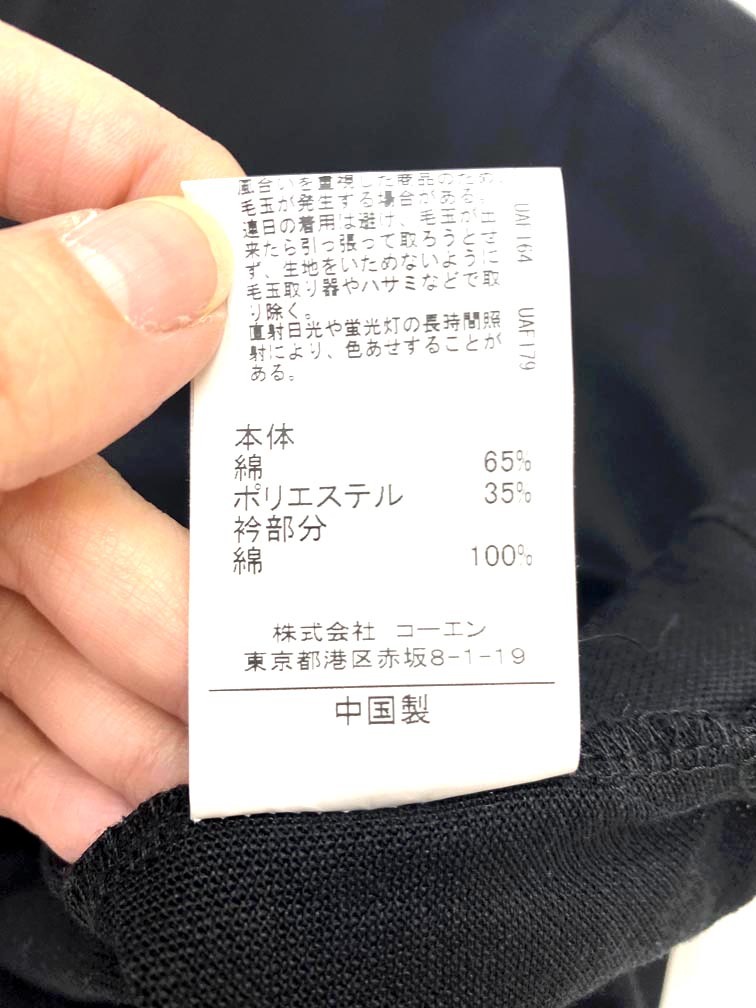 風合いを重視した商品のため、
毛玉が発生する場合がある。
連日の着用は避け、毛玉が出
来たら引っ張って取ろうとせ
ず、生地をいためないように
毛玉取り器やハサミなどで取
り除く。
UAF164
直射日光や蛍光灯の長時間照
射により、色あせすることが
ある。
UAF179
本体
綿 65%
ポリエステル 35%
衿部分
綿 100%
株式会社 コーエン
東京都港区赤坂8-1-19
中国製